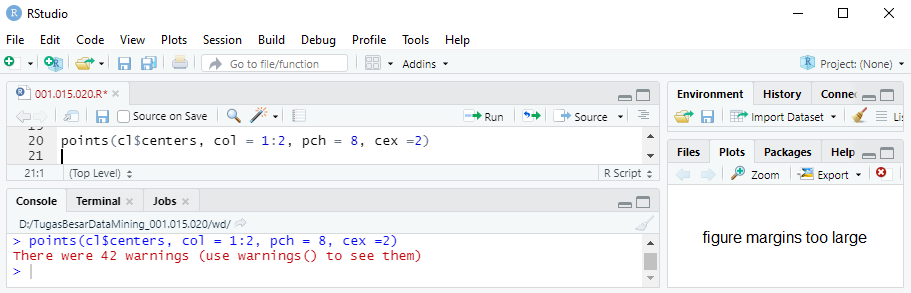 RStudio
File Edit Code View Plots Session Build Debug Profile Tools Help
Go to file/function Addins Project: (None)
001.015.020.R*
Source on Save Run Source
19
20 points(cl$centers, col = 1:2, pch = 8, cex =2)
21
21:1 (Top Level) R Script
Console Terminal Jobs
D:/TugasBesarDataMining_001.015.020/wd/
> points(cl$centers, col = 1:2, pch = 8, cex =2)
There were 42 warnings (use warnings() to see them)
>
Environment History Conne
Import Dataset Lis
Files Plots Packages Help
Zoom Export
figure margins too large